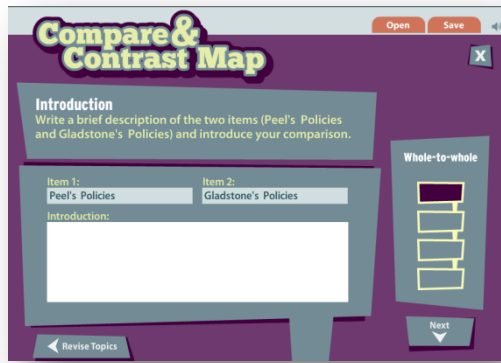 Open Save
Compare &
Contrast Map
X
Introduction
Write a brief description of the two items (Peel's Policies
and Gladstone's Policies) and introduce your comparison.
Whole-to-whole
Item 1: Item 2:
Peel's Policies Gladstone's Policies
Introduction:
Next
Revise Topics